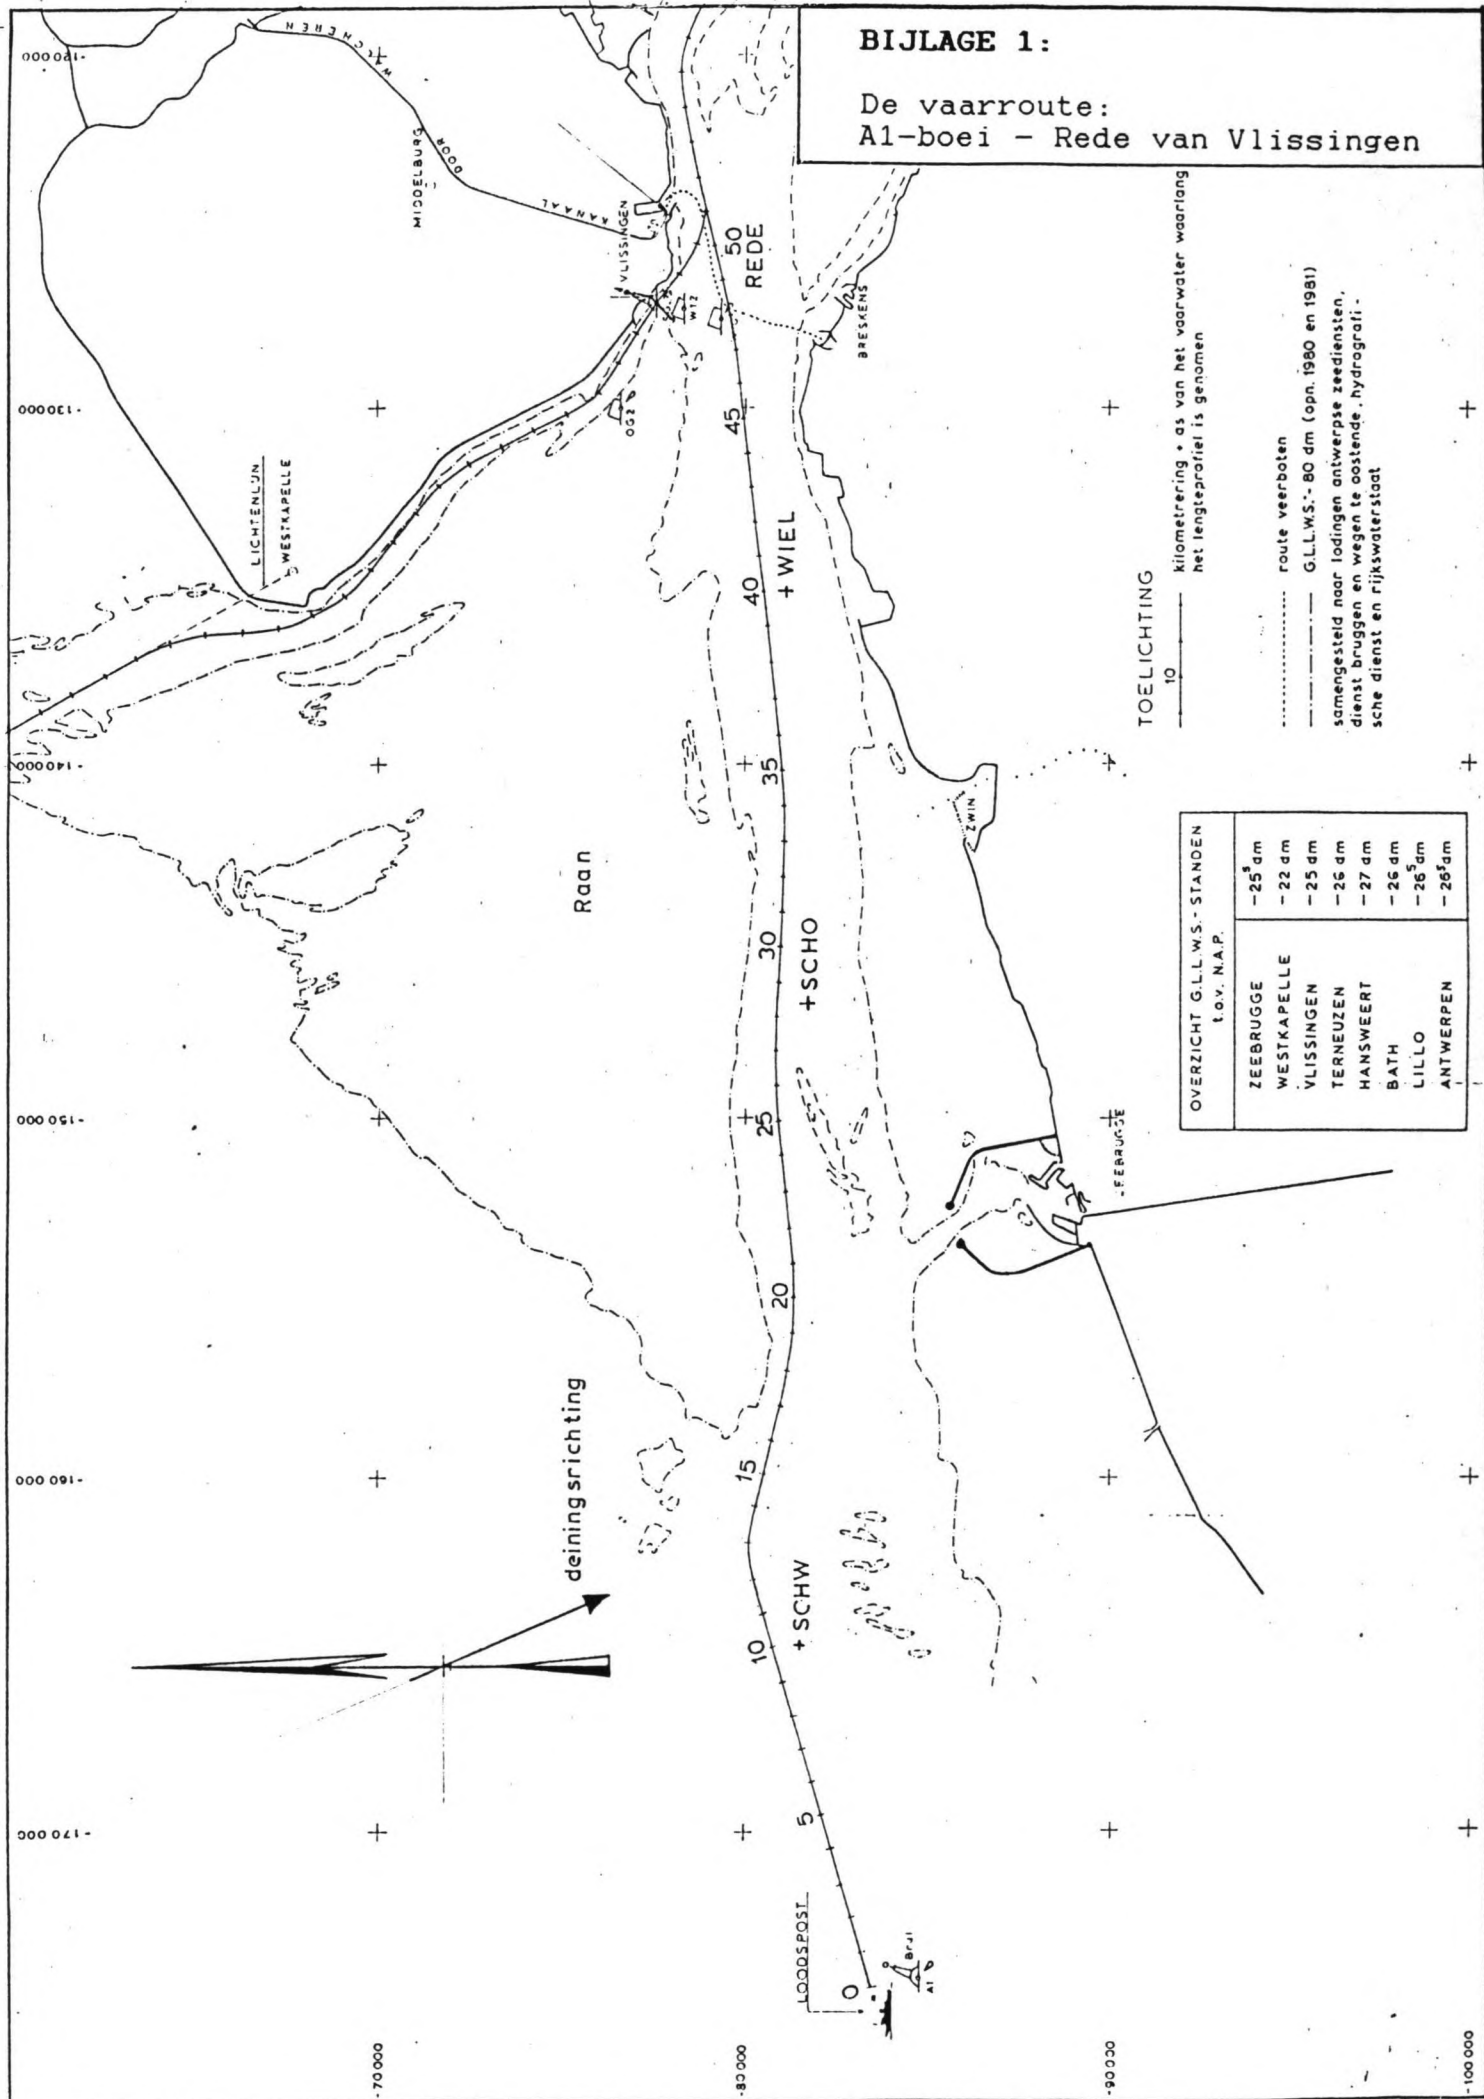 BIJLAGE 1:
De vaarroute:
A1-boei - Rede van Vlissingen
-120000
-130000
-140000
-150000
-160000
-170000
-70000
-80000
-90000
-100000
KANAAL DOOR WALCHEREN
MIDDELBURG
VLISSINGEN
LICHTENLIJN
WESTKAPELLE
OG2
W12
50
REDE
BRESKENS
45
+ WIEL
40
35
Raan
30
+ SCHO
25
20
15
10
+ SCHW
5
0
deiningsrichting
ZWIN
LOODSPOST
A1
TOELICHTING
10
kilometrering + as van het vaarwater waarlang
het lengteprofiel is genomen
route veerboten
G.L.L.W.S.- 80 dm (opn. 1980 en 1981)
samengesteld naar lodingen antwerpse zeediensten,
dienst bruggen en wegen te oostende, hydrografi-
sche dienst en rijkswaterstaat
OVERZICHT G.L.L.W.S.- STANDEN
t.o.v. N.A.P.
ZEEBRUGGE -25⁵ dm
WESTKAPELLE -22 dm
VLISSINGEN -25 dm
TERNEUZEN -26 dm
HANSWEERT -27 dm
BATH -26 dm
LILLO -26⁵ dm
ANTWERPEN -26⁵ dm